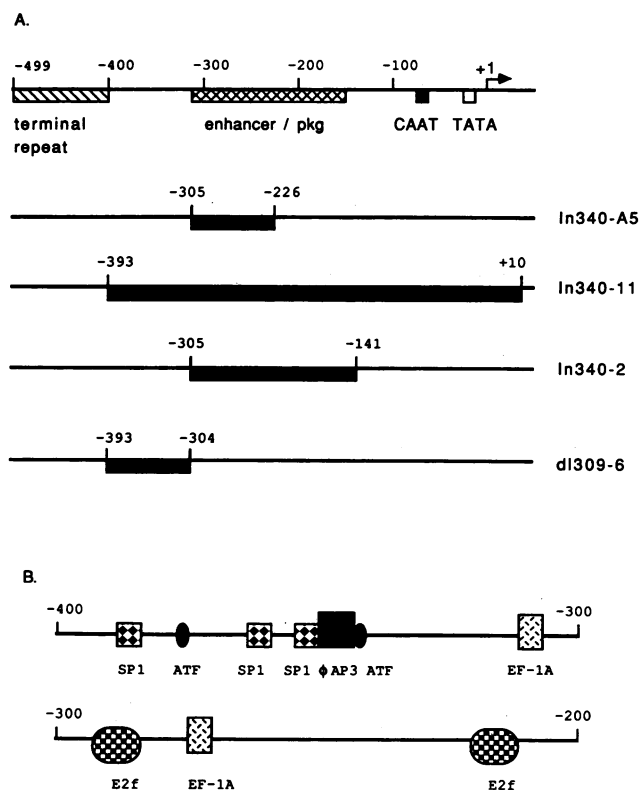 A.
-499 -400 -300 -200 -100 +1
terminal repeat
enhancer / pkg
CAAT TATA
-305 -226
In340-A5
-393 +10
In340-11
-305 -141
In340-2
-393 -304
dl309-6
B.
-400 -300
SP1 ATF SP1 SP1 ϕAP3 ATF EF-1A
-300 -200
E2f EF-1A E2f